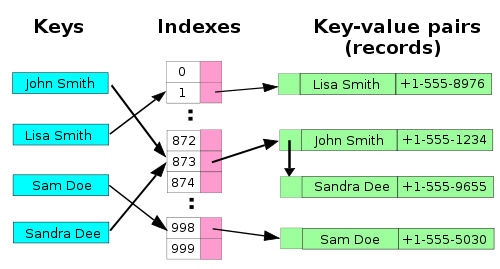 Keys
Indexes
Key-value pairs
(records)
John Smith
Lisa Smith
Sam Doe
Sandra Dee
0
1
:
872
873
874
:
998
999
Lisa Smith +1-555-8976
John Smith +1-555-1234
Sandra Dee +1-555-9655
Sam Doe +1-555-5030